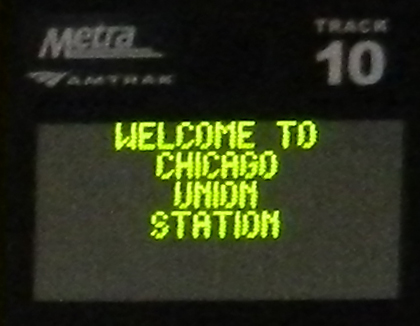 Metra
AMTRAK
TRACK
10
WELCOME TO
CHICAGO
UNION
STATION